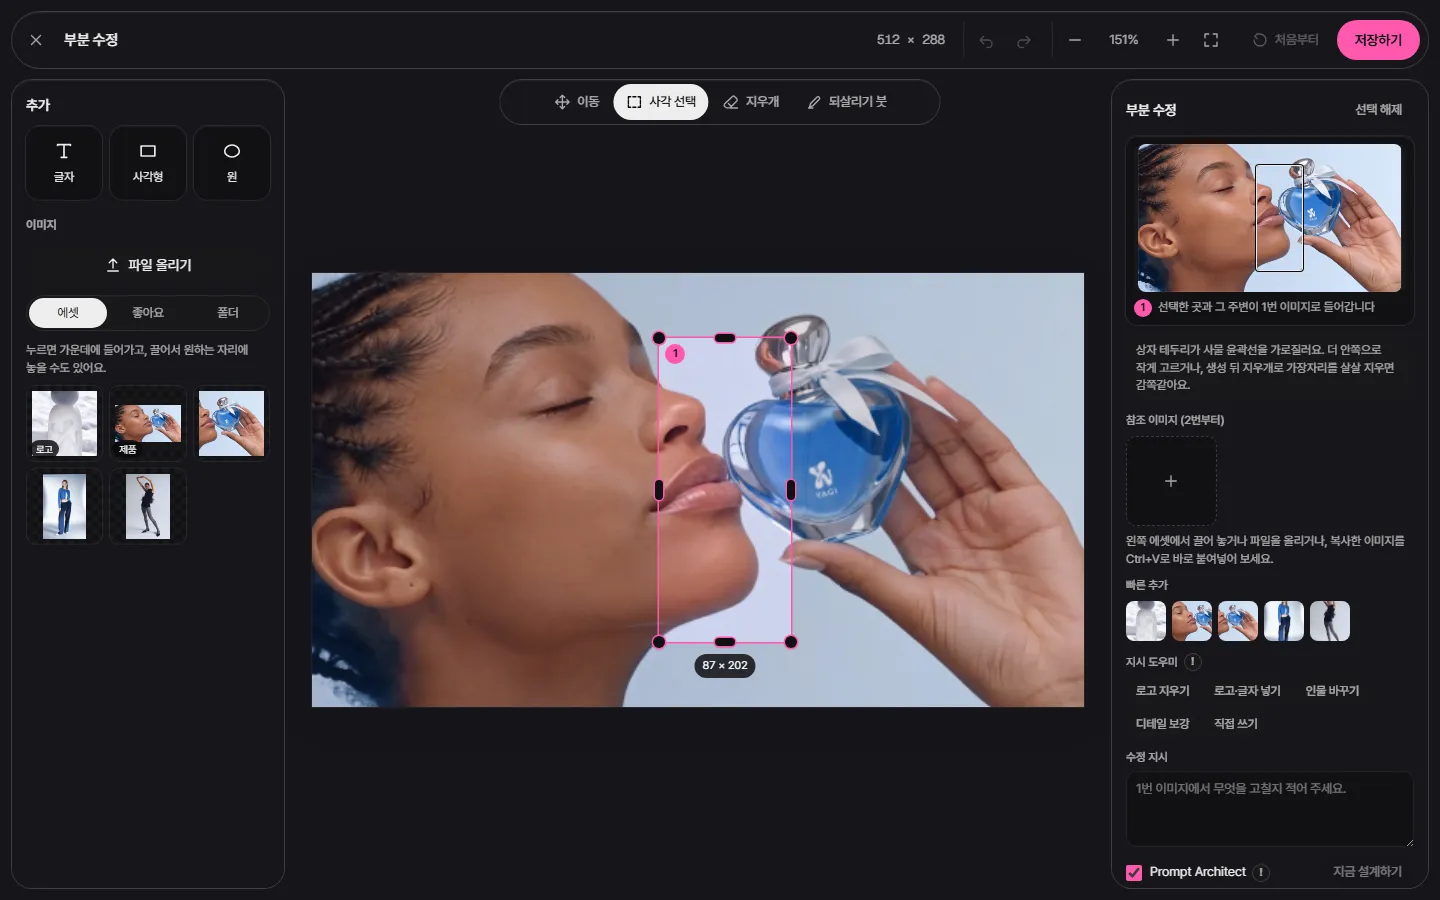 부분 수정
512 × 288
151%
처음부터
저장하기
추가
글자
사각형
원
이미지
파일 올리기
에셋
좋아요
폴더
누르면 가운데에 들어가고, 끌어서 원하는 자리에
놓을 수도 있어요.
로고
제품
이동
사각 선택
지우개
되살리기 붓
1
YAGI
87 × 202
부분 수정
선택 해제
1 선택한 곳과 그 주변이 1번 이미지로 들어갑니다
상자 테두리가 사물 윤곽선을 가로질러요. 더 안쪽으로
작게 고르거나, 생성 뒤 지우개로 가장자리를 살살 지우면
감쪽같아요.
참조 이미지 (2번부터)
왼쪽 에셋에서 끌어 놓거나 파일을 올리거나, 복사한 이미지를
Ctrl+V로 바로 붙여넣어 보세요.
빠른 추가
지시 도우미 !
로고 지우기
로고·글자 넣기
인물 바꾸기
디테일 보강
직접 쓰기
수정 지시
1번 이미지에서 무엇을 고칠지 적어 주세요.
Prompt Architect !
지금 설계하기